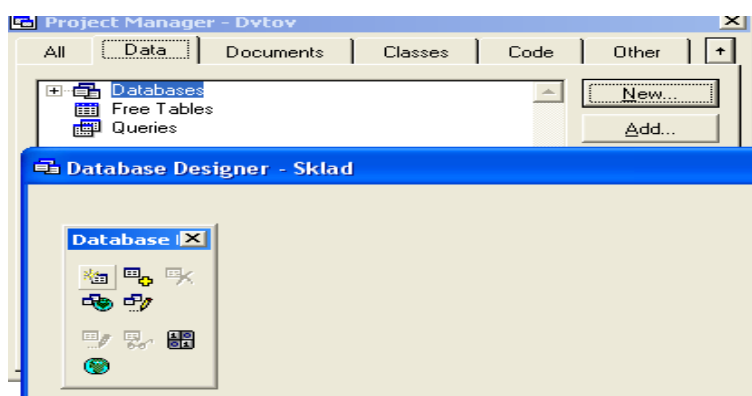 Project Manager - Dvtov
All Data Documents Classes Code Other
Databases New...
Free Tables
Queries Add...
Database Designer - Sklad
Database